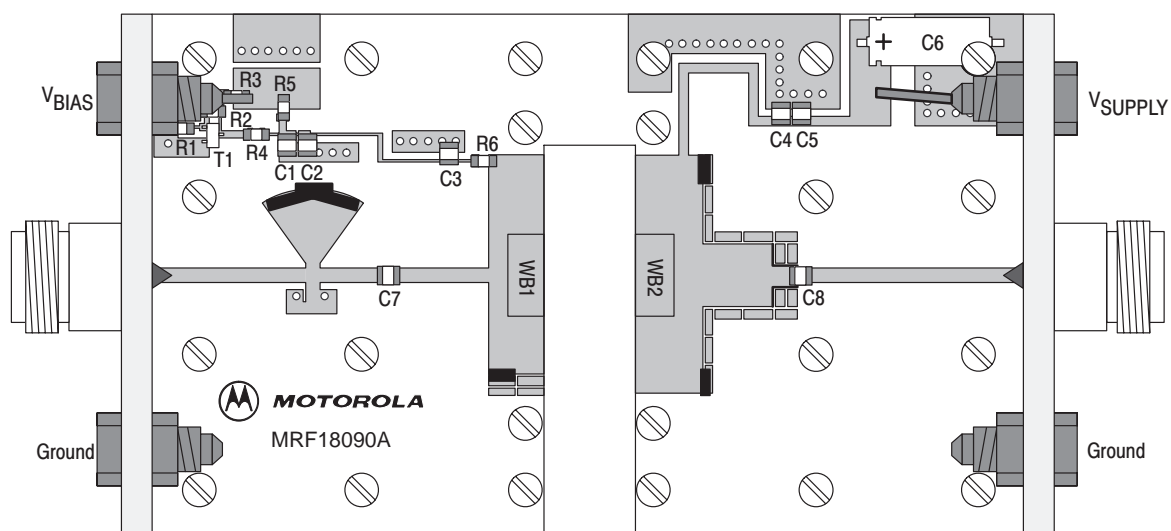 C6
+
R3
R5
VBIAS
VSUPPLY
R2
R1
T1
R4
C4 C5
R6
C1 C2
C3
WB1
WB2
C7
C8
MOTOROLA
MRF18090A
Ground
Ground